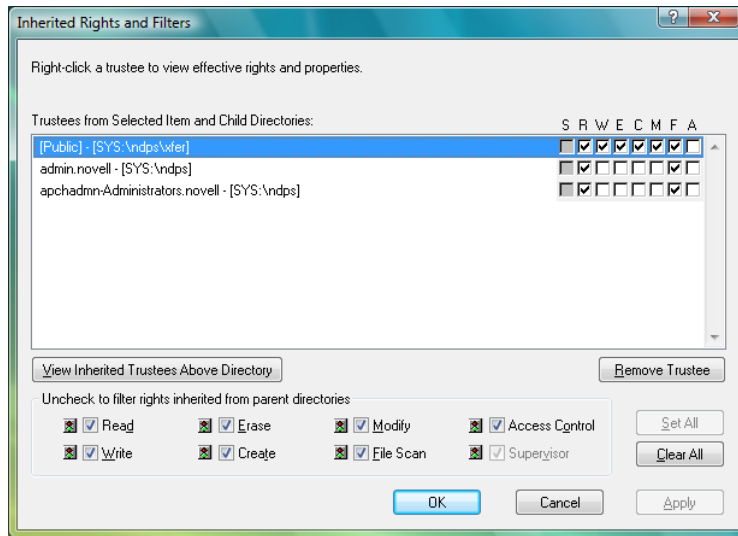 Inherited Rights and Filters
Right-click a trustee to view effective rights and properties.
Trustees from Selected Item and Child Directories:
S R W E C M F A
[Public] - [SYS:\ndps\xfer]
admin.novell - [SYS:\ndps]
apchadmn-Administrators.novell - [SYS:\ndps]
View Inherited Trustees Above Directory
Remove Trustee
Uncheck to filter rights inherited from parent directories
Read Erase Modify Access Control
Set All
Write Create File Scan Supervisor
Clear All
OK Cancel Apply